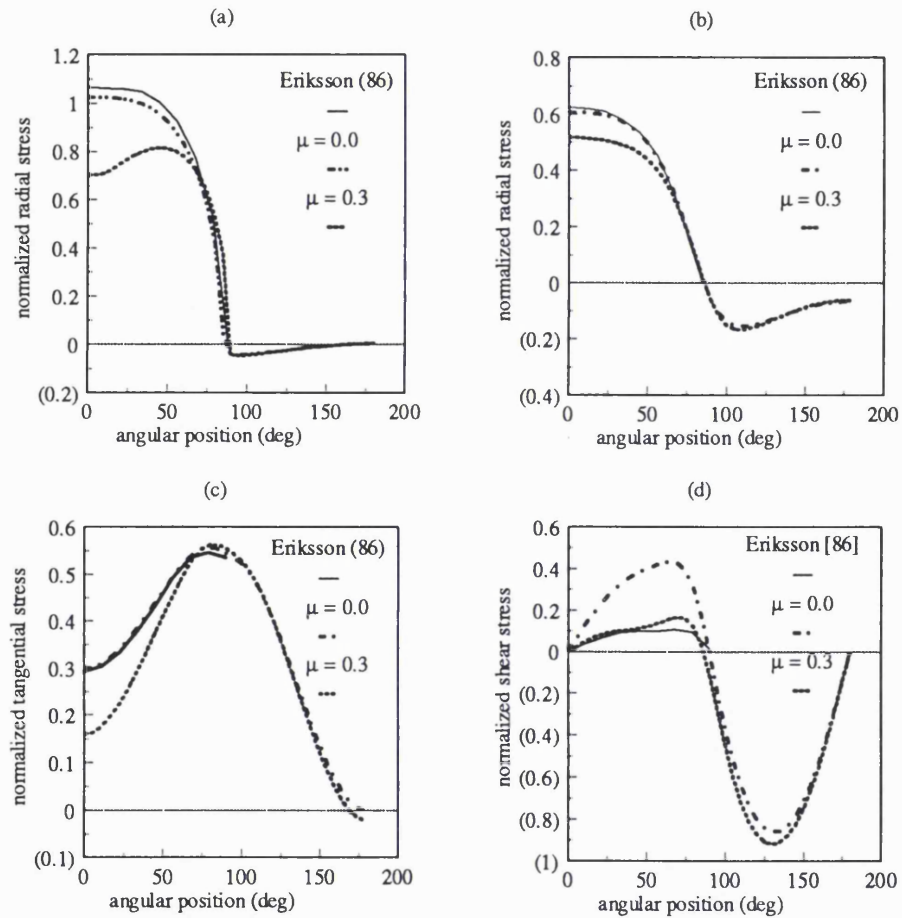 (a)
normalized radial stress
1.2
1
0.8
0.6
0.4
0.2
0
(0.2)
0 50 100 150 200
angular position (deg)
Eriksson (86)
μ = 0.0
μ = 0.3
(b)
normalized radial stress
0.8
0.6
0.4
0.2
0
(0.2)
(0.4)
0 50 100 150 200
angular position (deg)
Eriksson (86)
μ = 0.0
μ = 0.3
(c)
normalized tangential stress
0.6
0.5
0.4
0.3
0.2
0.1
0
(0.1)
0 50 100 150 200
angular position (deg)
Eriksson (86)
μ = 0.0
μ = 0.3
(d)
normalized shear stress
0.6
0.4
0.2
0
(0.2)
(0.4)
(0.6)
(0.8)
(1)
0 50 100 150 200
angular position (deg)
Eriksson [86]
μ = 0.0
μ = 0.3